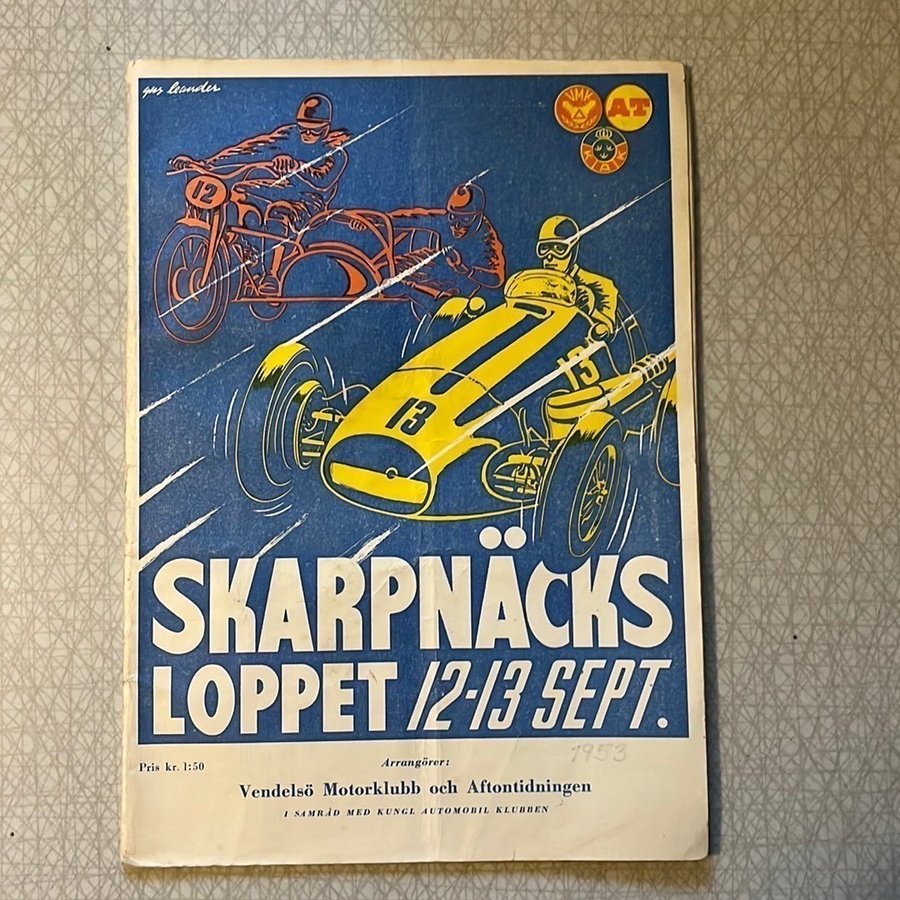 gus leander
VMK
AT
KAK
12
13
13
SKARPNÄCKS
LOPPET 12-13 SEPT.
1953
Pris kr. 1:50
Arrangörer:
Vendelsö Motorklubb och Aftontidningen
I SAMRÅD MED KUNGL AUTOMOBIL KLUBBEN